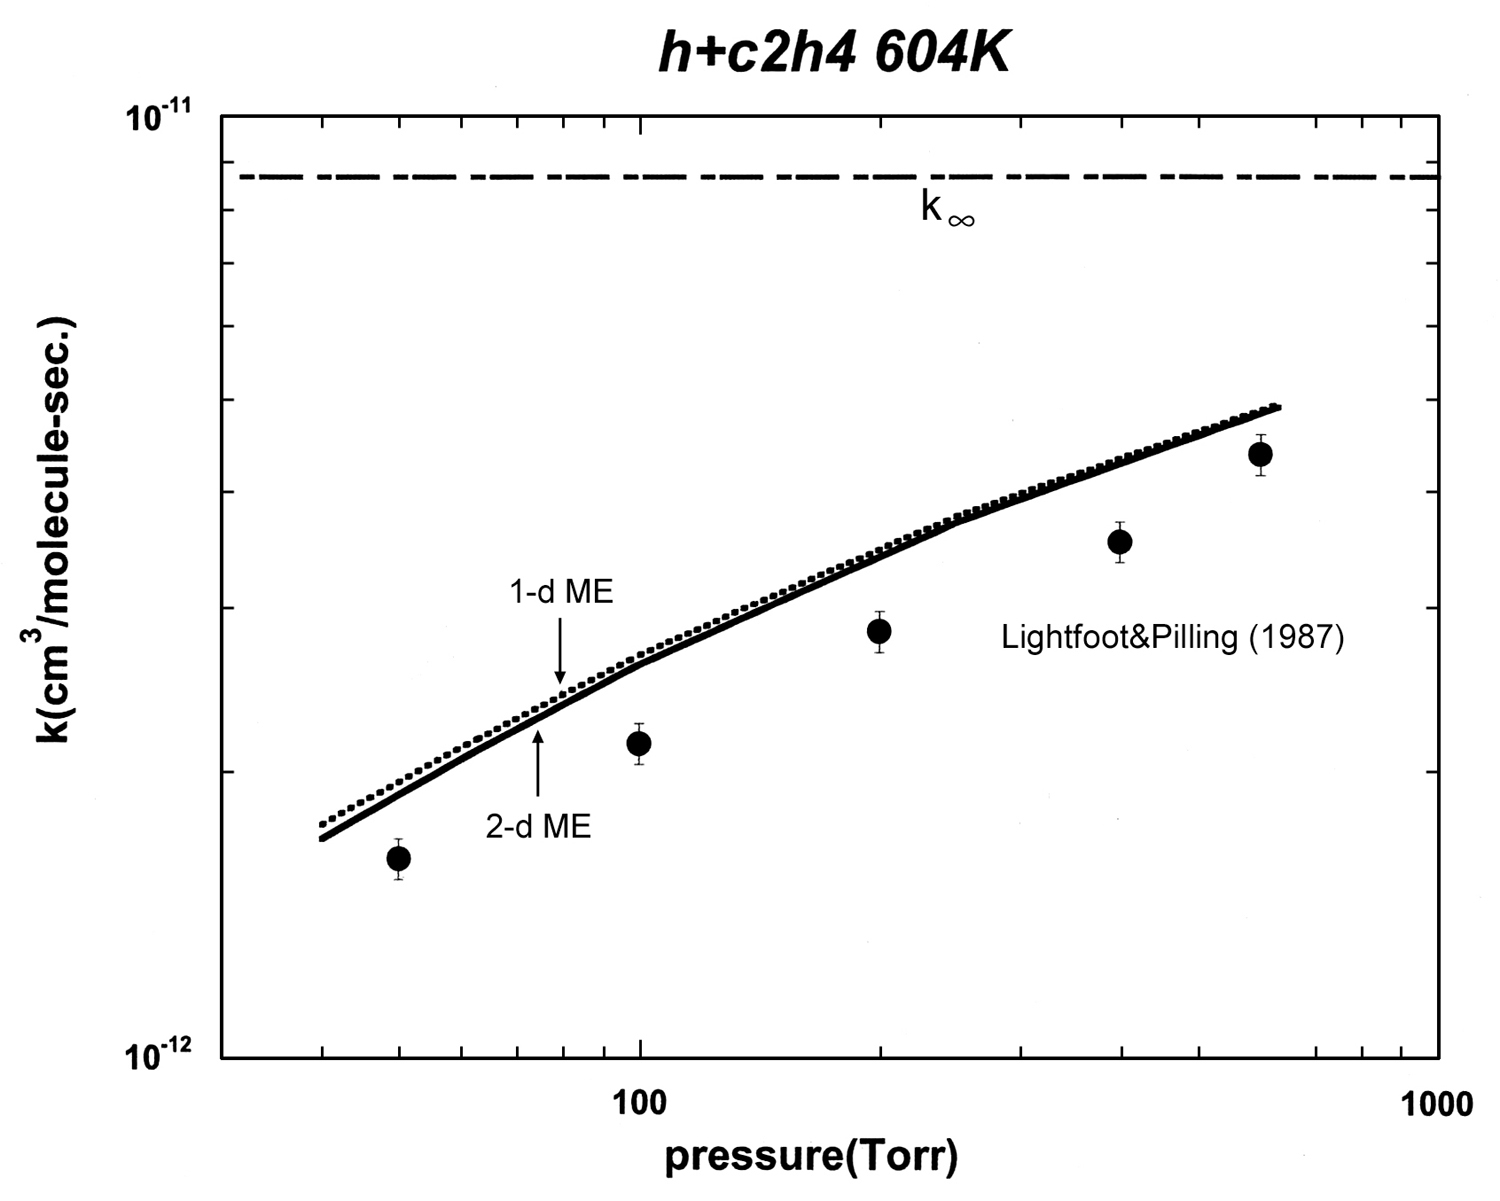 h+c2h4 604K
10-11
k∞
k(cm3/molecule-sec.)
1-d ME
Lightfoot&Pilling (1987)
2-d ME
10-12
100
1000
pressure(Torr)